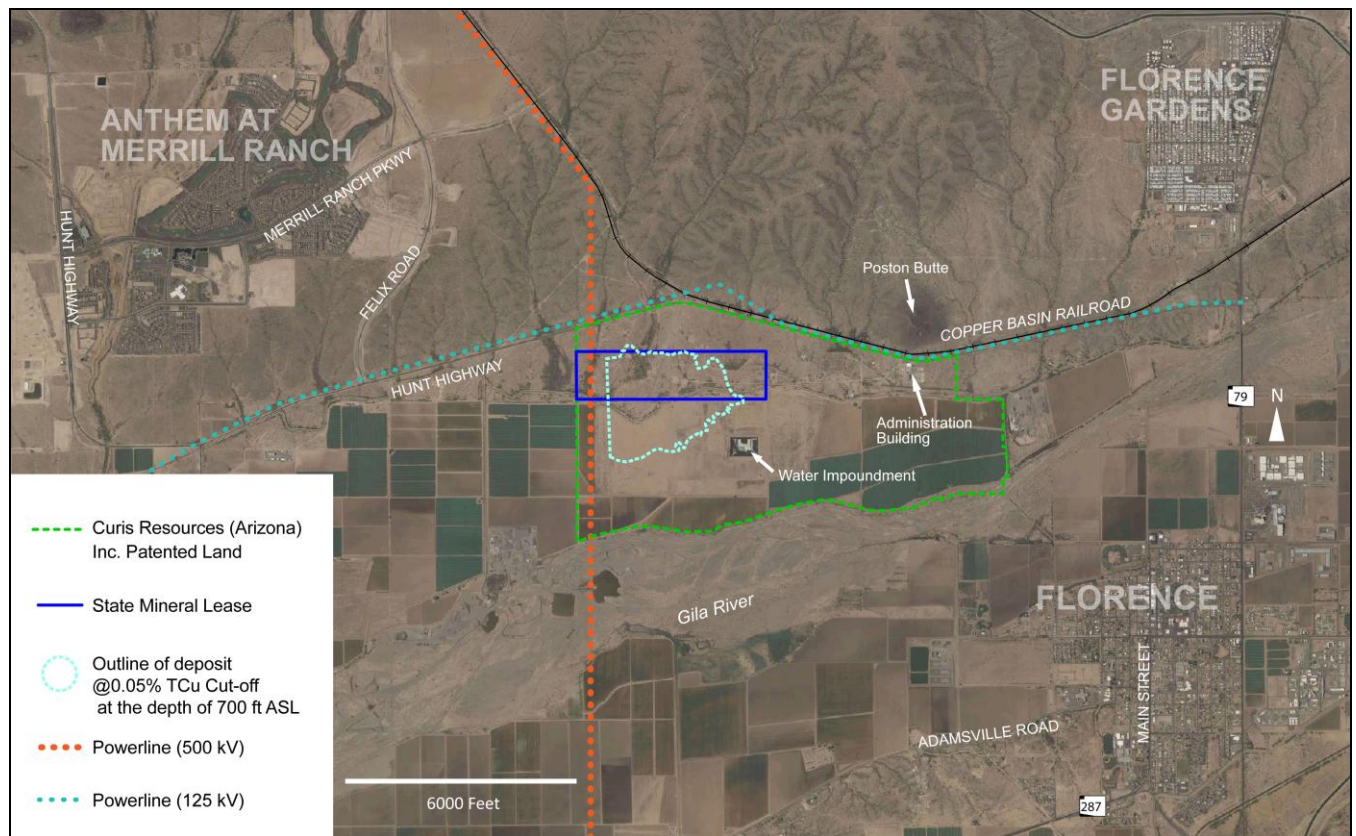 ANTHEM AT
MERRILL RANCH
FLORENCE
GARDENS
MERRILL RANCH PKWY
HUNT HIGHWAY
FELIX ROAD
Poston Butte
COPPER BASIN RAILROAD
HUNT HIGHWAY
79
N
Administration
Building
Water Impoundment
Gila River
FLORENCE
MAIN STREET
ADAMSVILLE ROAD
287
Curis Resources (Arizona)
Inc. Patented Land
State Mineral Lease
Outline of deposit
@0.05% TCu Cut-off
at the depth of 700 ft ASL
Powerline (500 kV)
Powerline (125 kV)
6000 Feet